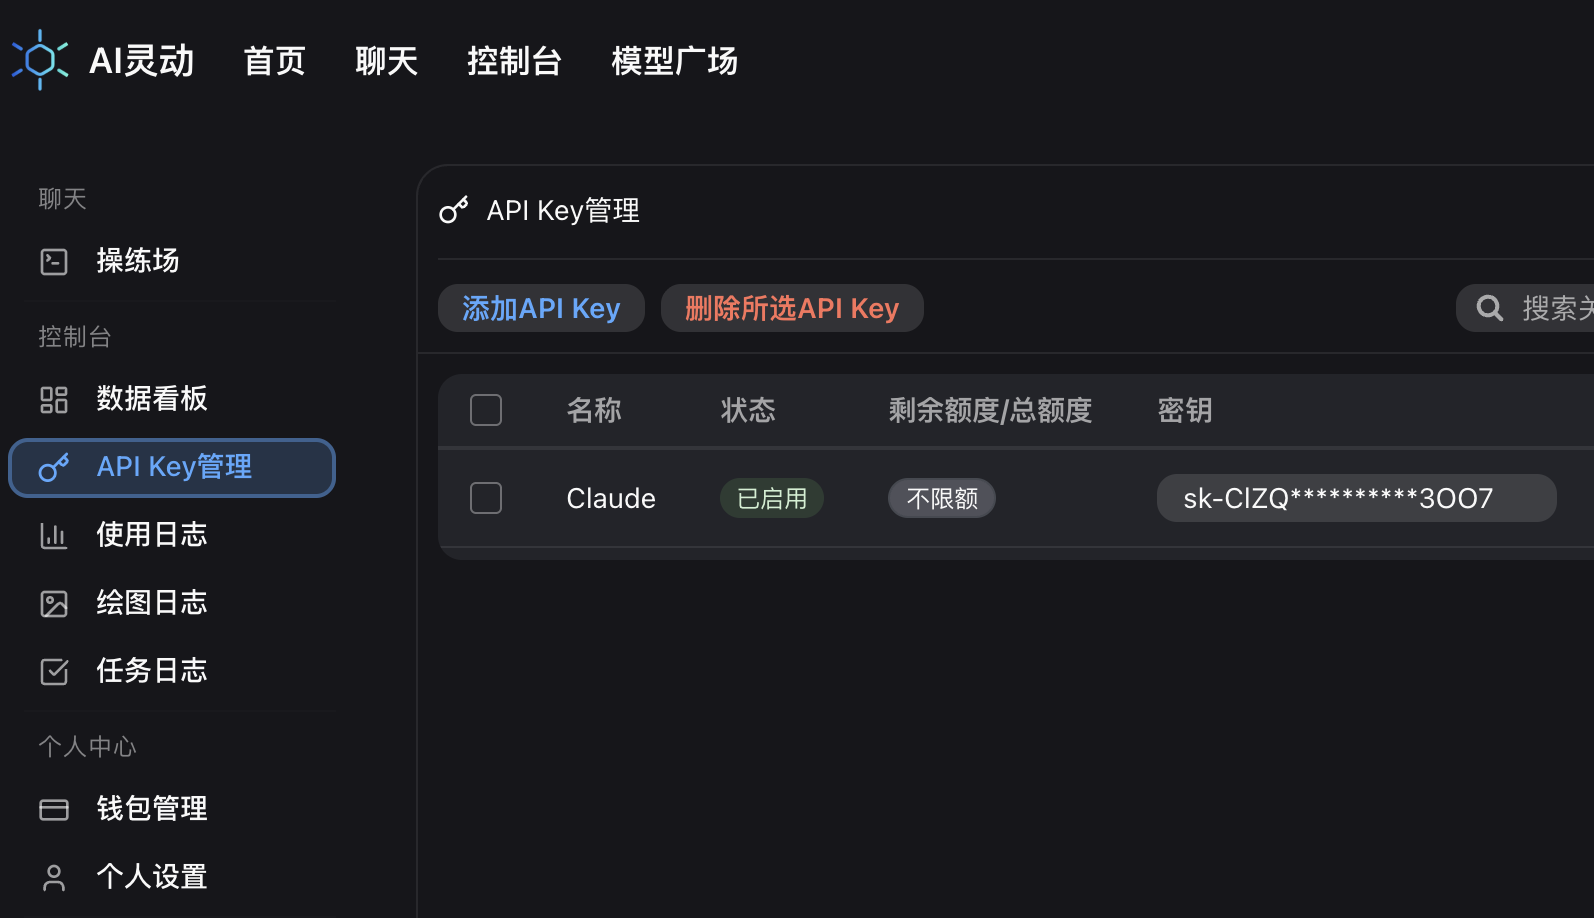 AI灵动 首页 聊天 控制台 模型广场
聊天
操练场
控制台
数据看板
API Key管理
使用日志
绘图日志
任务日志
个人中心
钱包管理
个人设置
API Key管理
添加API Key 删除所选API Key 搜索关
名称 状态 剩余额度/总额度 密钥
Claude 已启用 不限额 sk-ClZQ**********3OO7